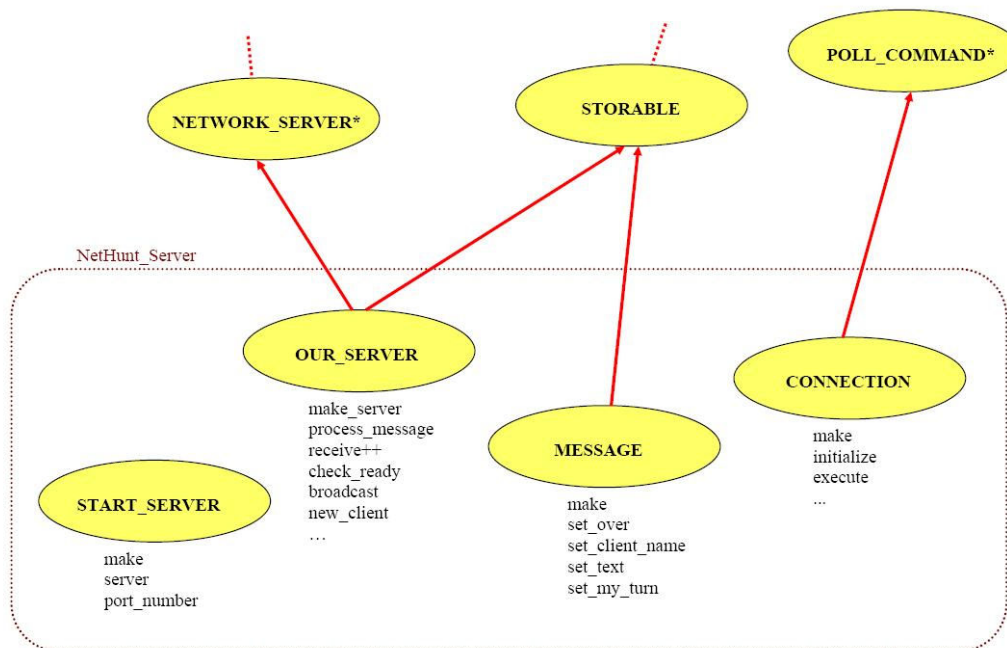 POLL_COMMAND*
NETWORK_SERVER*
STORABLE
NetHunt_Server
OUR_SERVER
make_server
process_message
receive++
check_ready
broadcast
new_client
…
CONNECTION
make
initialize
execute
...
MESSAGE
make
set_over
set_client_name
set_text
set_my_turn
START_SERVER
make
server
port_number